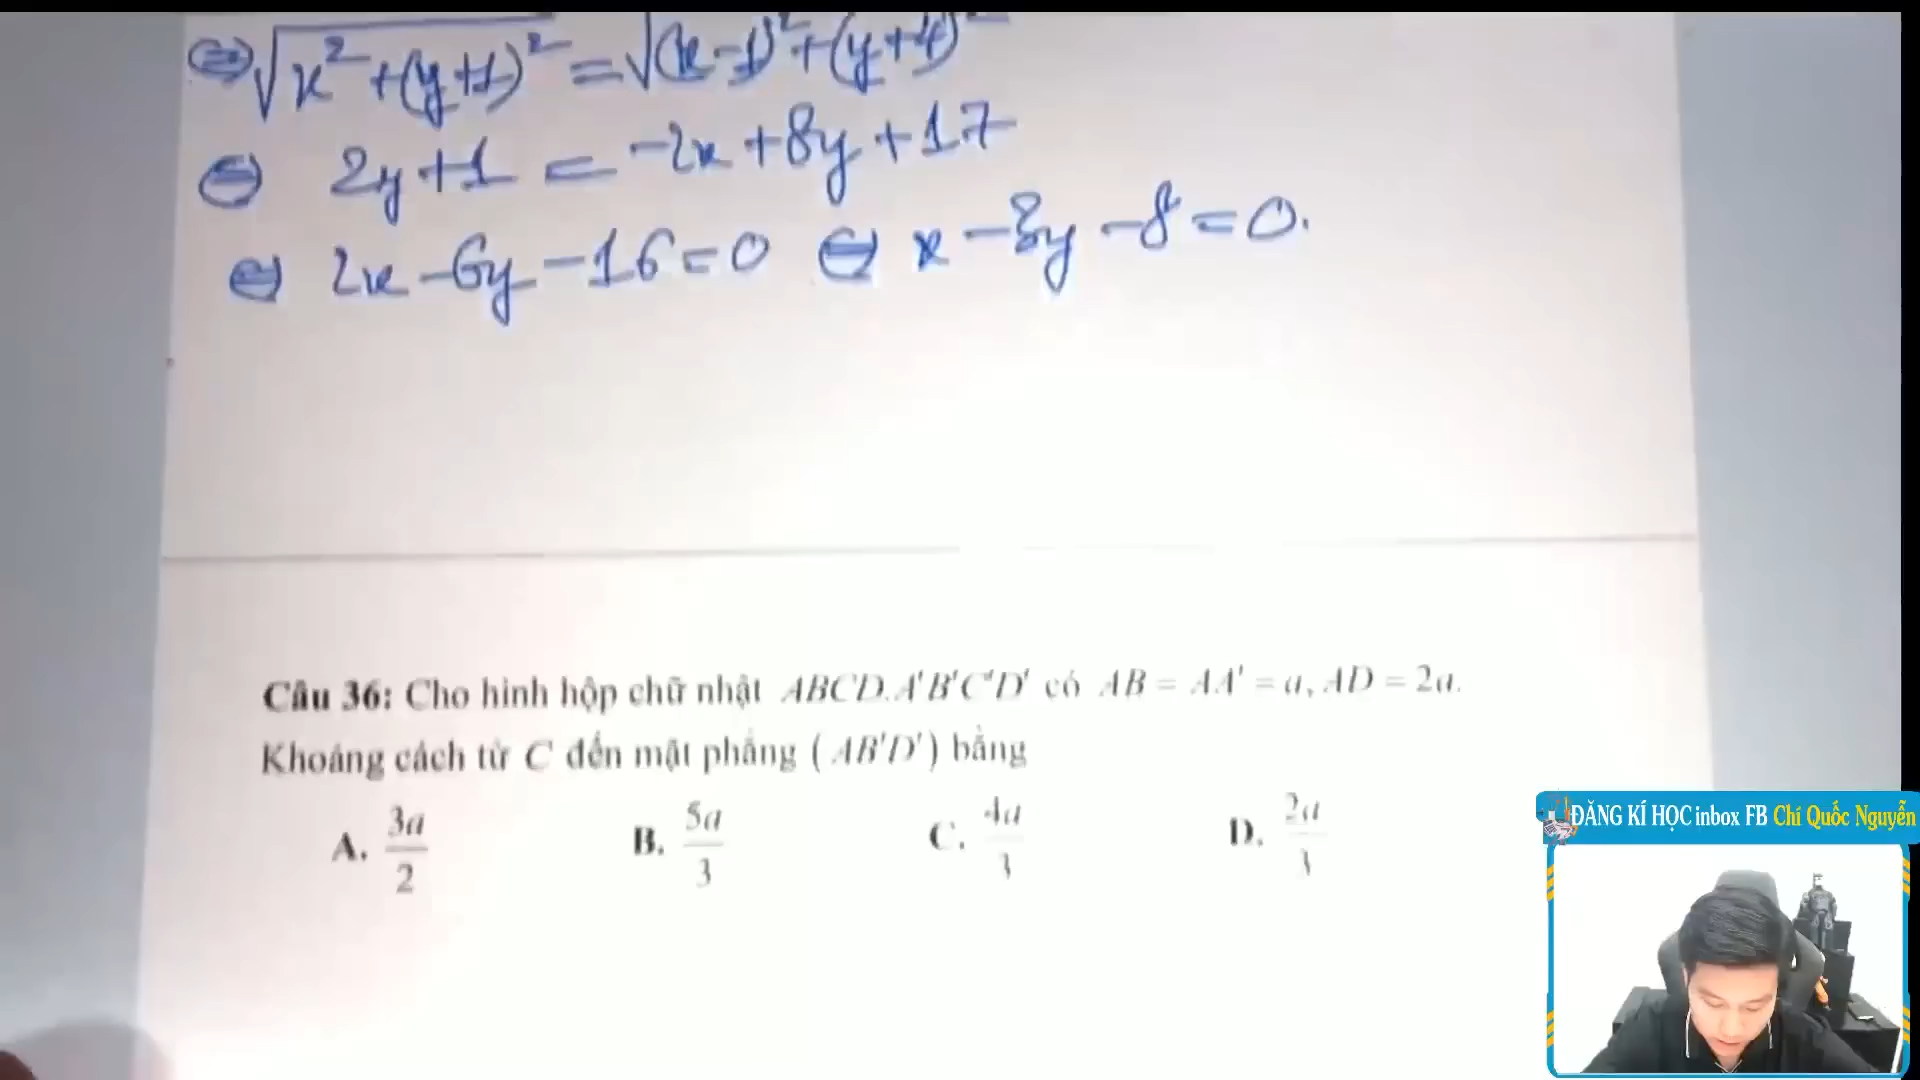 ⇔ √(x² + (y+1)²) = √((x-1)² + (y+4)²)
⇔ 2y + 1 = -2x + 8y + 17
⇔ 2x - 6y - 16 = 0 ⇔ x - 3y - 8 = 0.
Câu 36: Cho hình hộp chữ nhật ABCD.A'B'C'D' có AB = AA' = a, AD = 2a.
Khoảng cách từ C đến mặt phẳng (AB'D') bằng
A. 3a/2 B. 5a/3 C. 4a/3 D. 2a/3
ĐĂNG KÍ HỌC inbox FB Chí Quốc Nguyễn